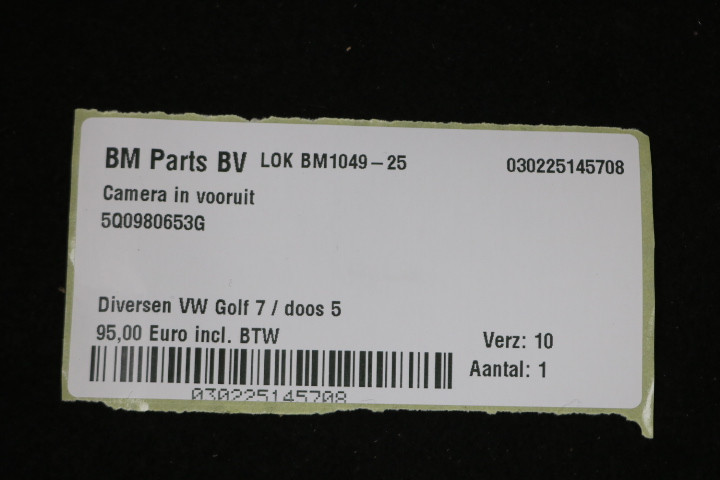 BM Parts BV LOK BM1049-25 030225145708
Camera in vooruit
5Q0980653G
Diversen VW Golf 7 / doos 5
95,00 Euro incl. BTW
Verz: 10
Aantal: 1
030225145708